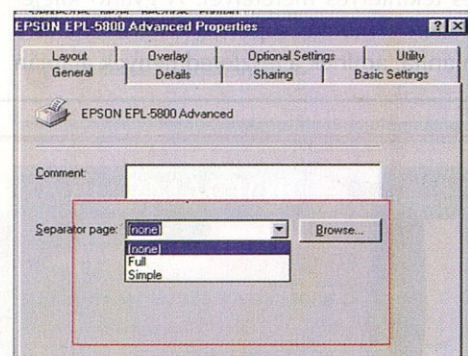 EPSON EPL-5800 Advanced Properties
Layout Overlay Optional Settings Utility
General Details Sharing Basic Settings
EPSON EPL-5800 Advanced
Comment:
Separator page: (none) Browse...
(none)
Full
Simple